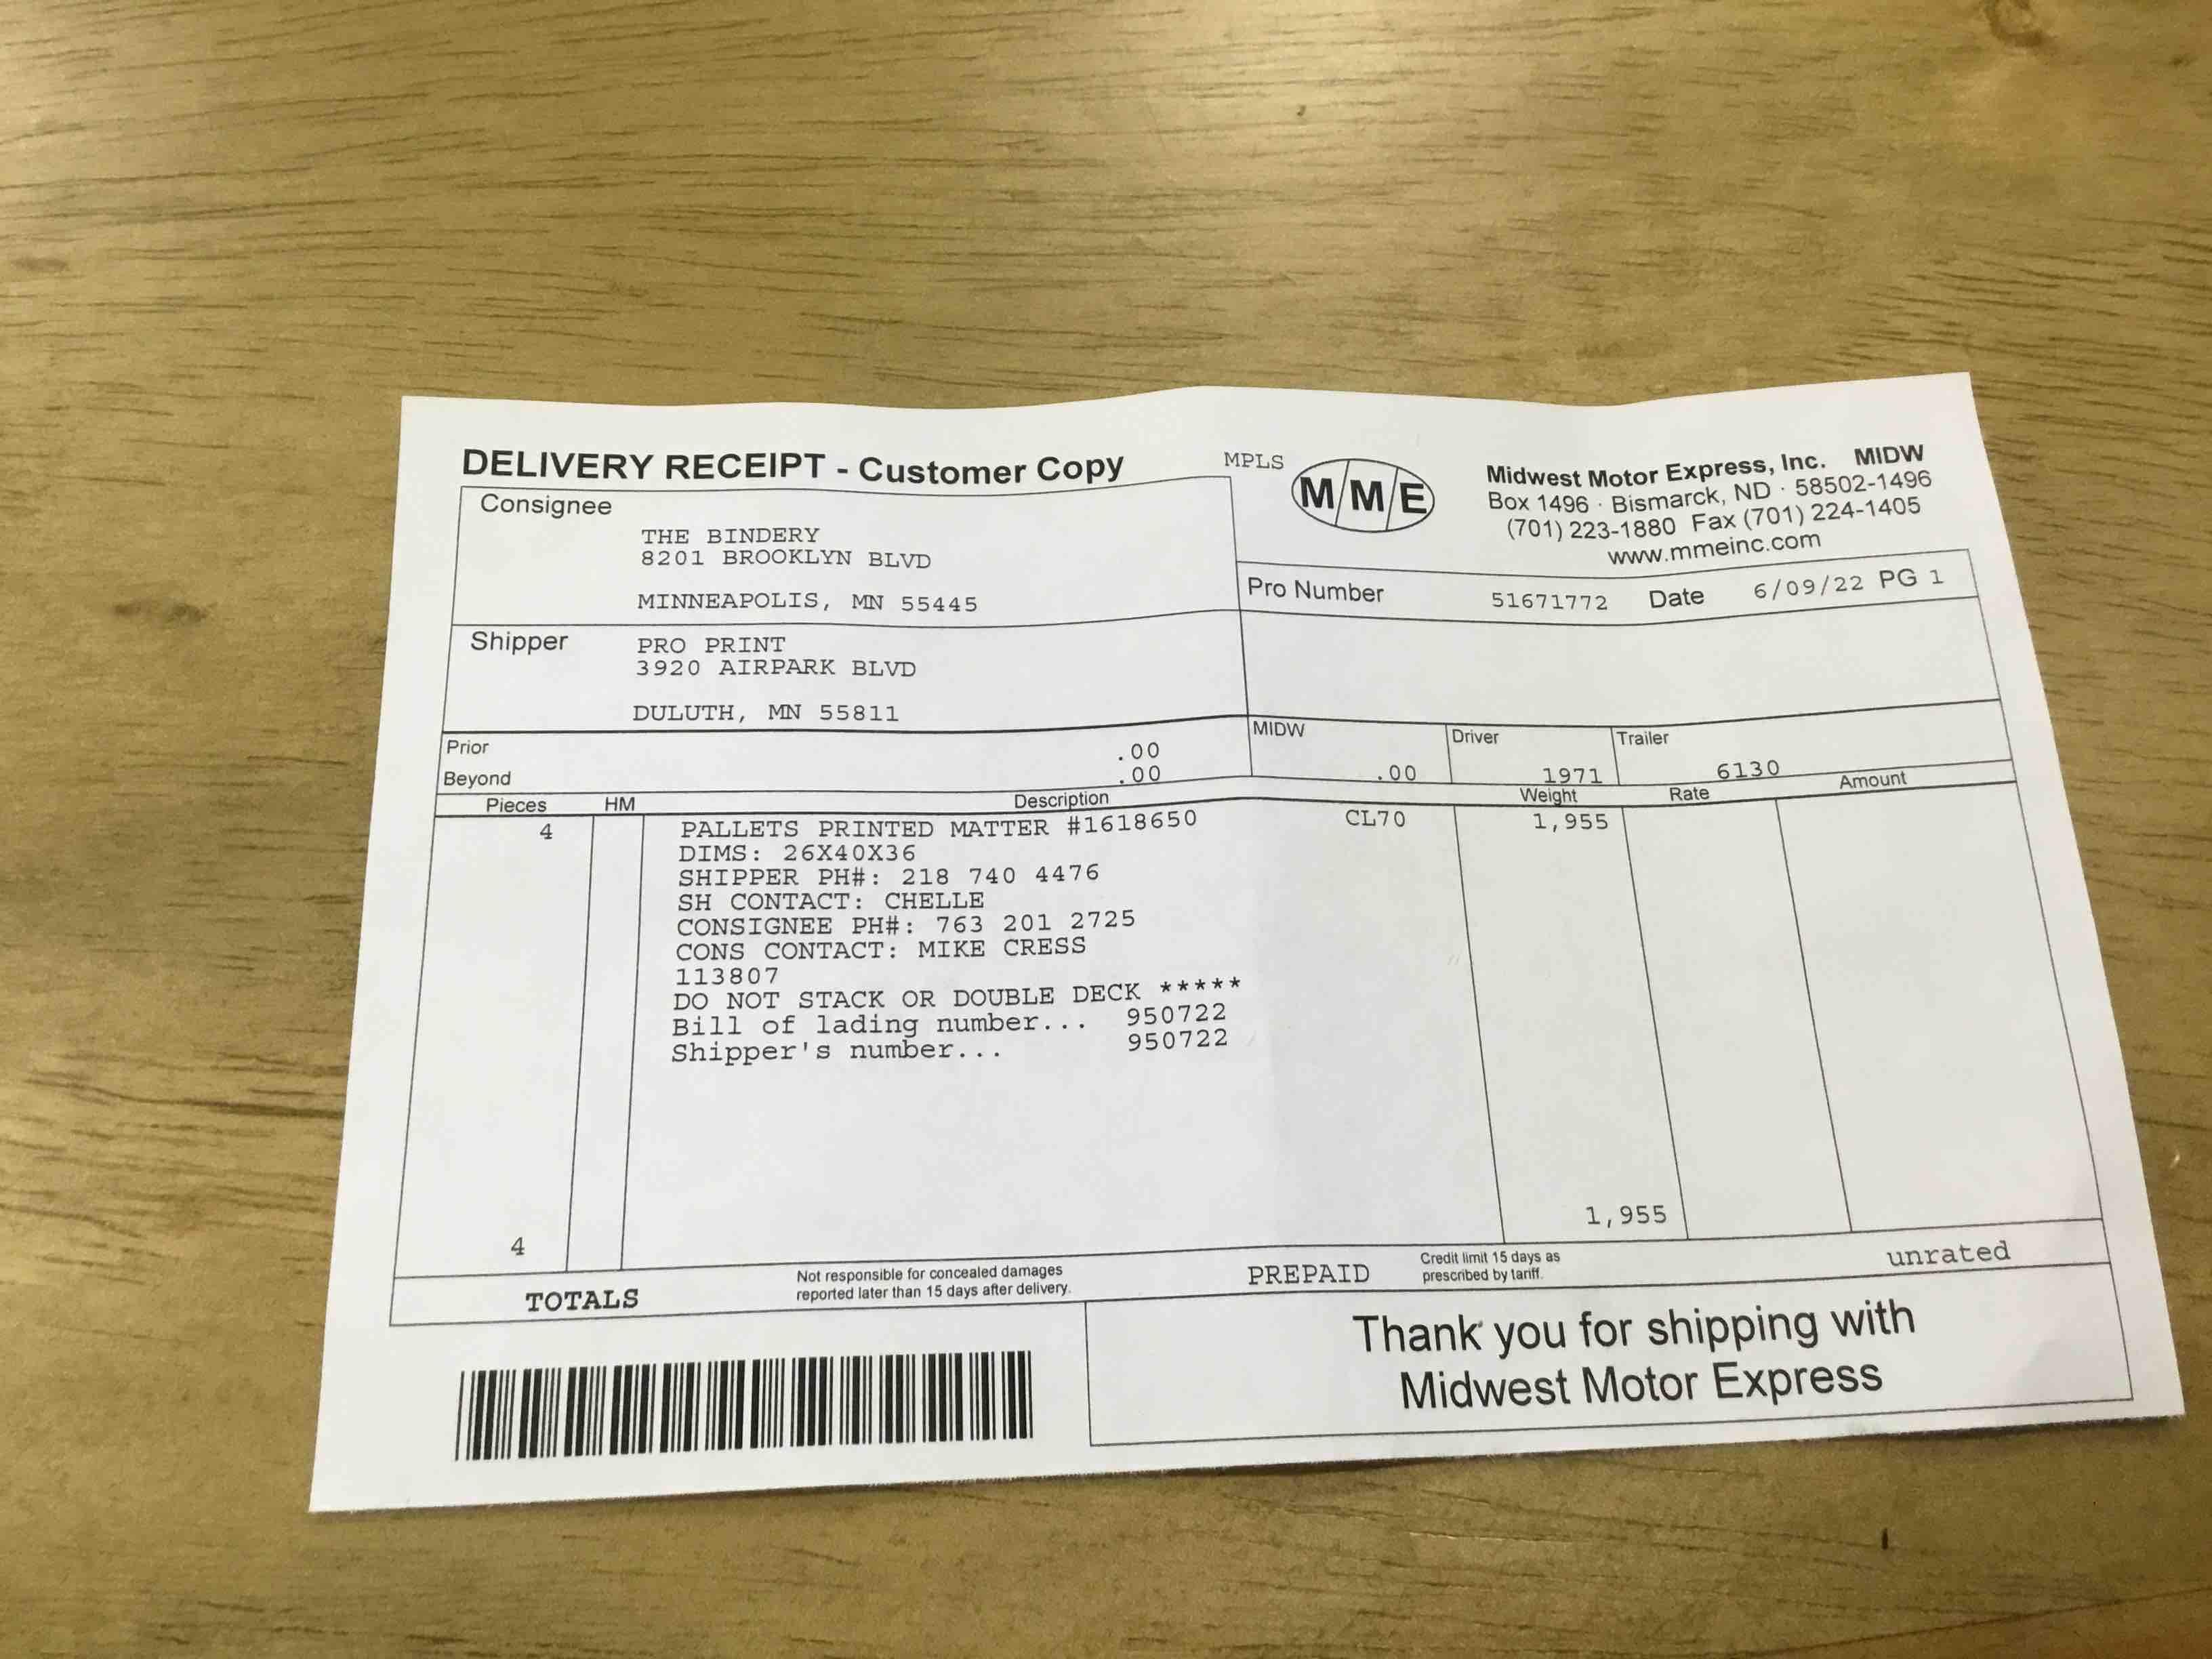 DELIVERY RECEIPT - Customer Copy
MPLS
M/M/E
Midwest Motor Express, Inc. MIDW
Box 1496 · Bismarck, ND · 58502-1496
(701) 223-1880 Fax (701) 224-1405
www.mmeinc.com
Consignee
THE BINDERY
8201 BROOKLYN BLVD
MINNEAPOLIS, MN 55445
Pro Number 51671772 Date 6/09/22 PG 1
Shipper
PRO PRINT
3920 AIRPARK BLVD
DULUTH, MN 55811
Prior .00
Beyond .00
MIDW .00
Driver 1971
Trailer 6130
Pieces HM Description Weight Rate Amount
4 PALLETS PRINTED MATTER #1618650 CL70 1,955
DIMS: 26X40X36
SHIPPER PH#: 218 740 4476
SH CONTACT: CHELLE
CONSIGNEE PH#: 763 201 2725
CONS CONTACT: MIKE CRESS
113807
DO NOT STACK OR DOUBLE DECK *****
Bill of lading number... 950722
Shipper's number... 950722
4 1,955
TOTALS
Not responsible for concealed damages
reported later than 15 days after delivery.
PREPAID
Credit limit 15 days as
prescribed by tariff.
unrated
Thank you for shipping with
Midwest Motor Express